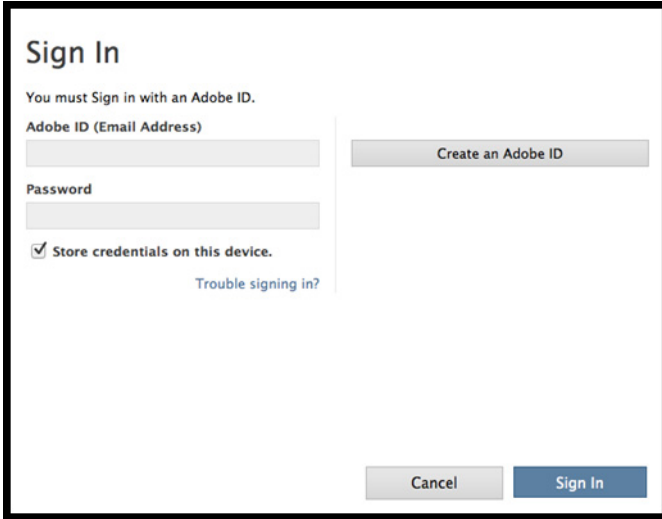 Sign In
You must Sign in with an Adobe ID.
Adobe ID (Email Address)
Create an Adobe ID
Password
Store credentials on this device.
Trouble signing in?
Cancel
Sign In